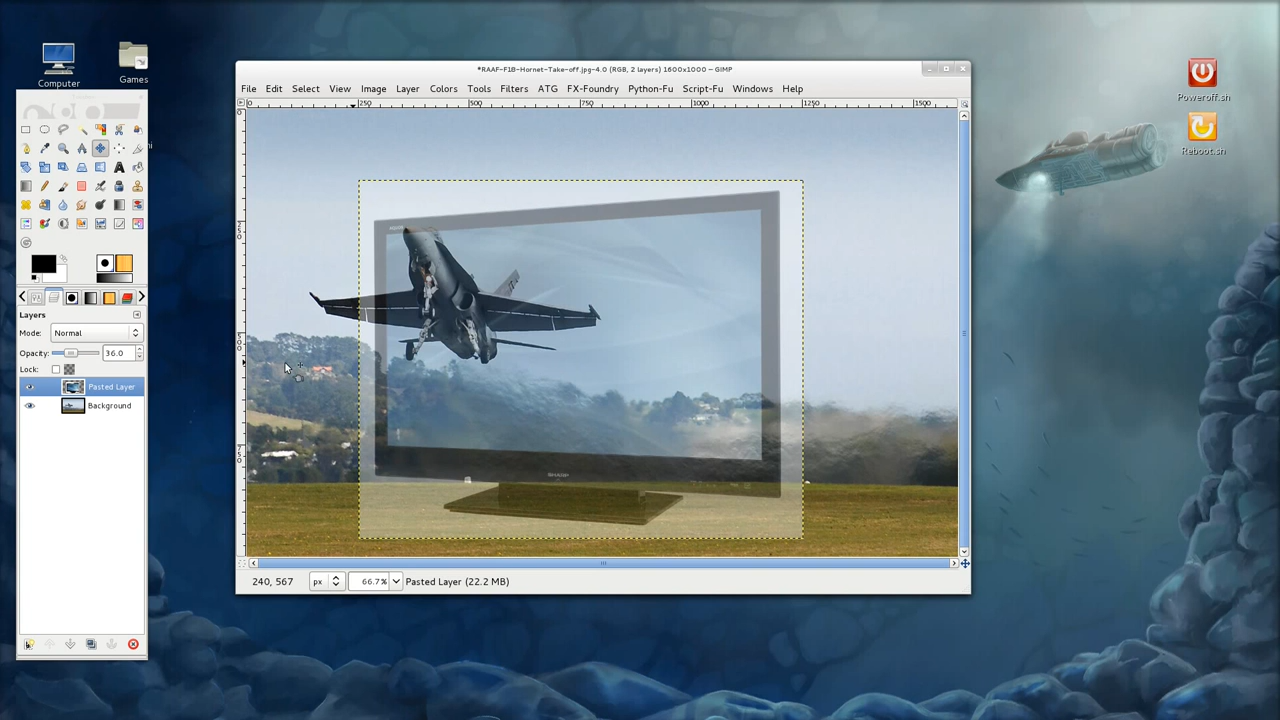 Computer
Games
Poweroff.sh
Reboot.sh
*RAAF-F18-Hornet-Take-off.jpg-4.0 (RGB, 2 layers) 1600x1000 – GIMP
File Edit Select View Image Layer Colors Tools Filters ATG FX-Foundry Python-Fu Script-Fu Windows Help
0 250 500 750 1000 1250 1500
Layers
Mode: Normal
Opacity: 36.0
Lock:
Pasted Layer
Background
SHARP
240, 567 px 66.7% Pasted Layer (22.2 MB)